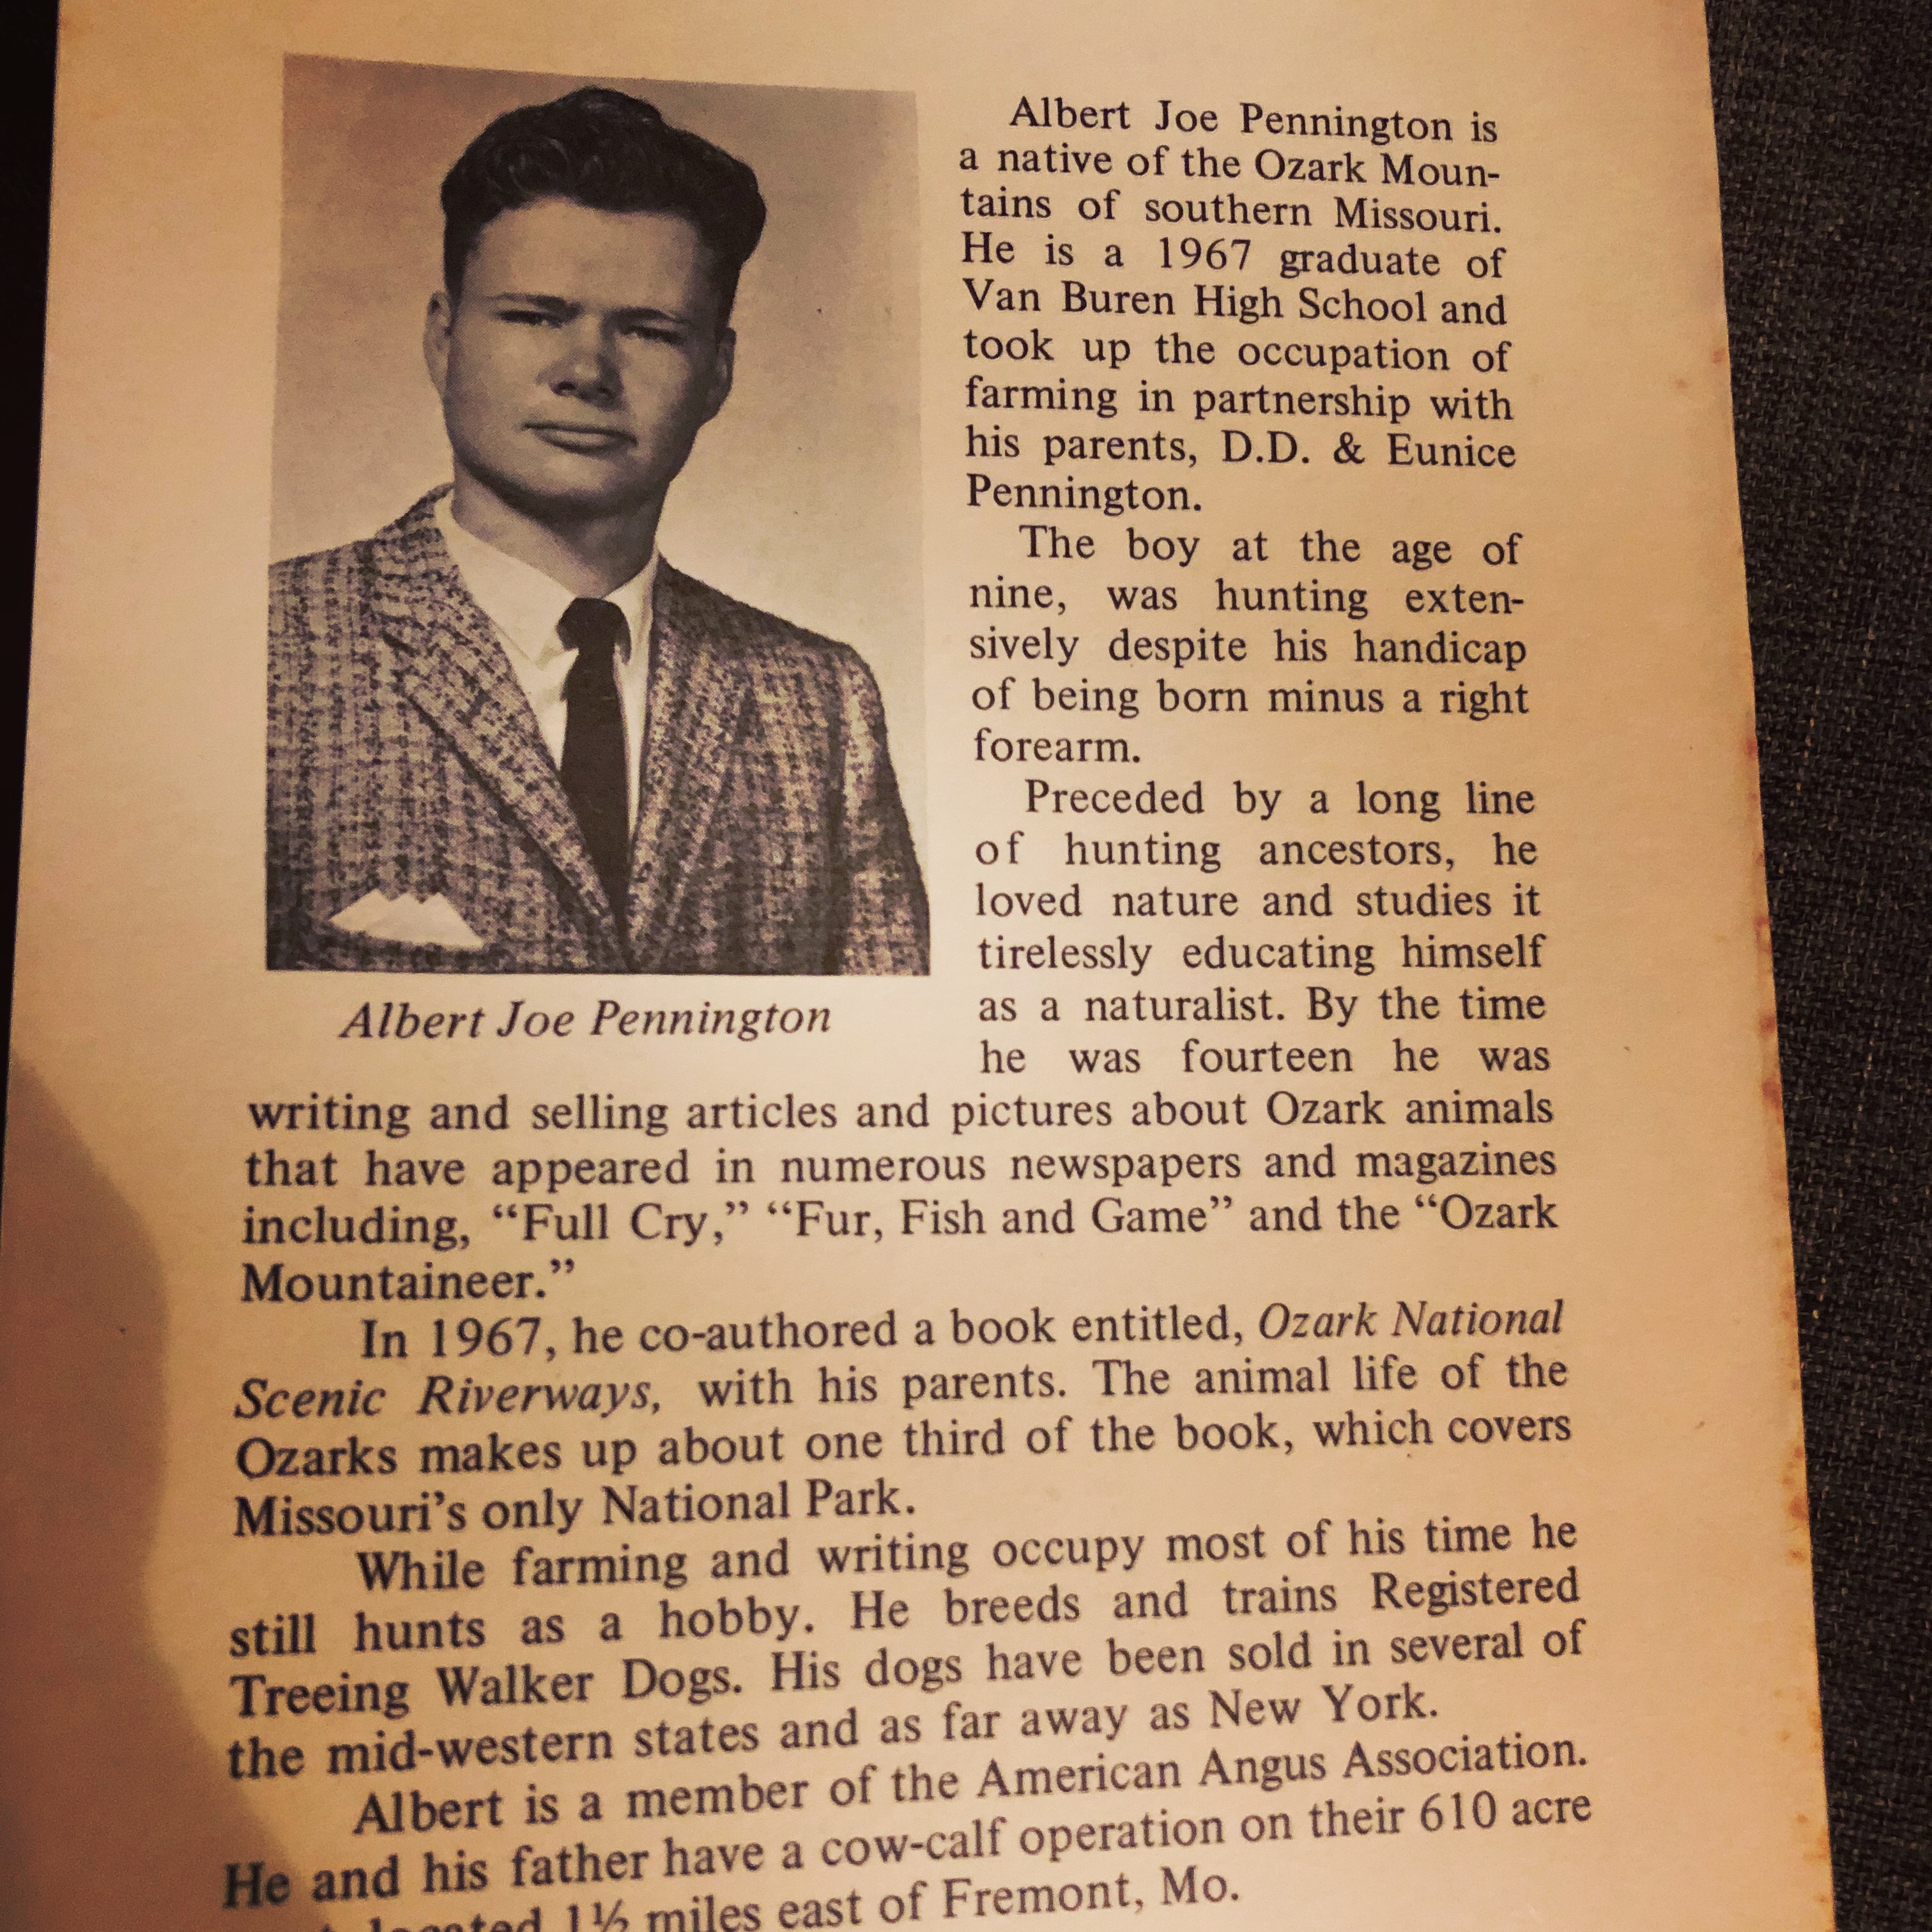 Albert Joe Pennington is
a native of the Ozark Moun-
tains of southern Missouri.
He is a 1967 graduate of
Van Buren High School and
took up the occupation of
farming in partnership with
his parents, D.D. & Eunice
Pennington.
The boy at the age of
nine, was hunting exten-
sively despite his handicap
of being born minus a right
forearm.
Preceded by a long line
of hunting ancestors, he
loved nature and studies it
tirelessly educating himself
as a naturalist. By the time
he was fourteen he was
Albert Joe Pennington
writing and selling articles and pictures about Ozark animals
that have appeared in numerous newspapers and magazines
including, “Full Cry,” “Fur, Fish and Game” and the “Ozark
Mountaineer.”
In 1967, he co-authored a book entitled, Ozark National
Scenic Riverways, with his parents. The animal life of the
Ozarks makes up about one third of the book, which covers
Missouri’s only National Park.
While farming and writing occupy most of his time he
still hunts as a hobby. He breeds and trains Registered
Treeing Walker Dogs. His dogs have been sold in several of
the mid-western states and as far away as New York.
Albert is a member of the American Angus Association.
He and his father have a cow-calf operation on their 610 acre
located 1½ miles east of Fremont, Mo.